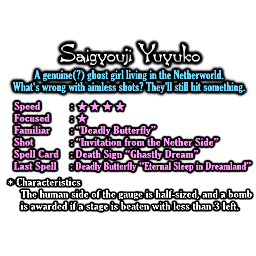 Saigyouji Yuyuko
A genuine(?) ghost girl living in the Netherworld.
What's wrong with aimless shots? They'll still hit something.
Speed : ★★★★
Focused : ★
Familiar : "Deadly Butterfly"
Shot : "Invitation from the Nether Side"
Spell Card : Death Sign "Ghastly Dream"
Last Spell : Deadly Butterfly "Eternal Sleep in Dreamland"
* Characteristics
The human side of the gauge is half-sized, and a bomb
is awarded if a stage is beaten with less than 3 left.